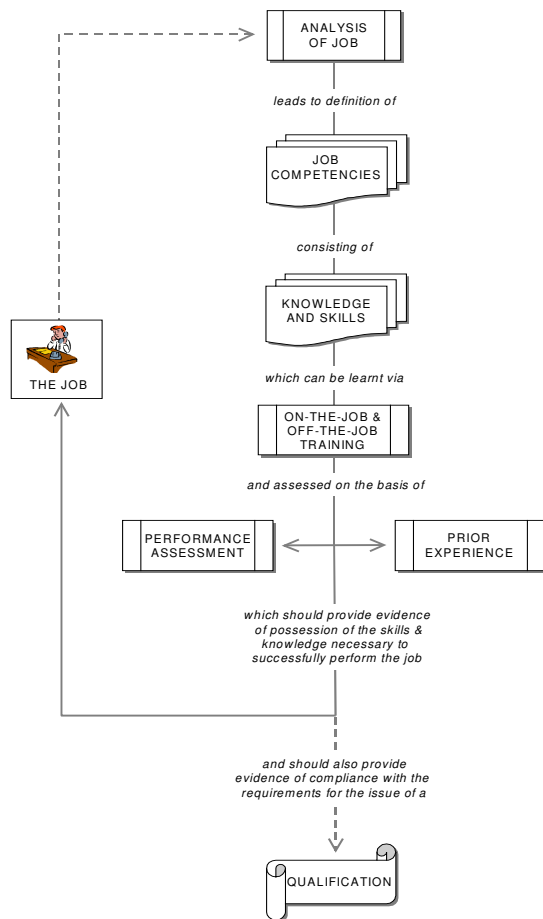 ANALYSIS
OF JOB
leads to definition of
JOB
COMPETENCIES
consisting of
KNOWLEDGE
AND SKILLS
THE JOB
which can be learnt via
ON-THE-JOB &
OFF-THE-JOB
TRAINING
and assessed on the basis of
PERFORMANCE
ASSESSMENT
PRIOR
EXPERIENCE
which should provide evidence
of possession of the skills &
knowledge necessary to
successfully perform the job
and should also provide
evidence of compliance with the
requirements for the issue of a
QUALIFICATION